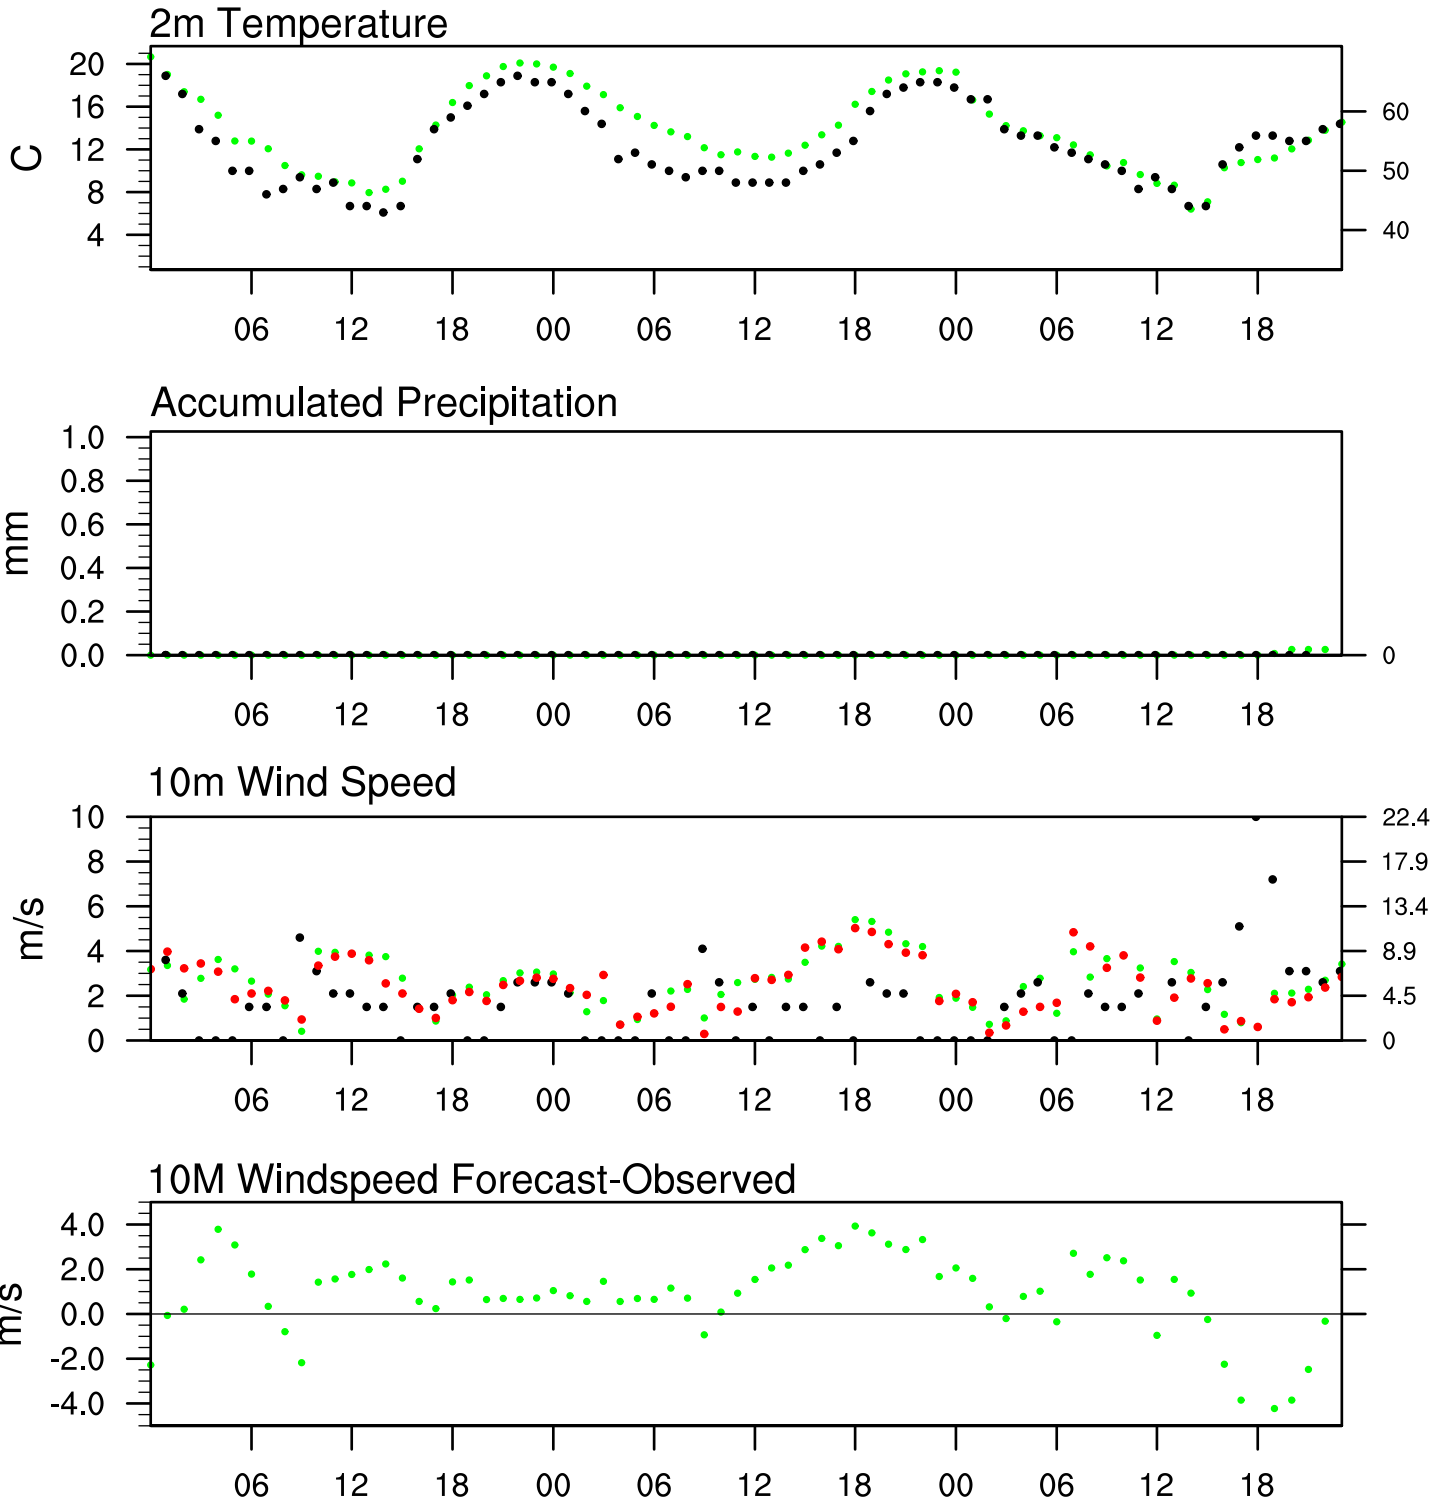 2m Temperature
20
16
12
8
4
C
60
50
40
06 12 18 00 06 12 18 00 06 12 18
Accumulated Precipitation
1.0
0.8
0.6
0.4
0.2
0.0
mm
0
06 12 18 00 06 12 18 00 06 12 18
10m Wind Speed
10
8
6
4
2
0
m/s
22.4
17.9
13.4
8.9
4.5
0
06 12 18 00 06 12 18 00 06 12 18
10M Windspeed Forecast-Observed
4.0
2.0
0.0
-2.0
-4.0
m/s
06 12 18 00 06 12 18 00 06 12 18